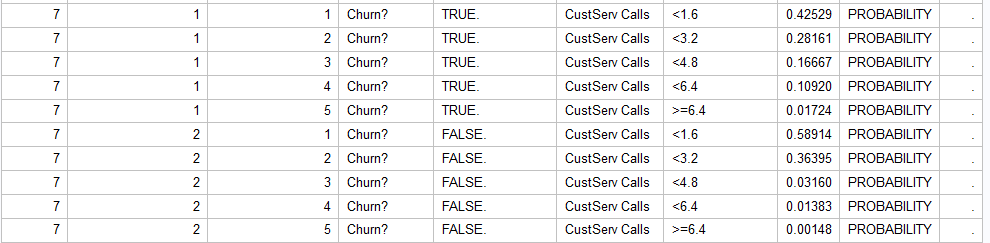 7 1 1 Churn? TRUE. CustServ Calls <1.6 0.42529 PROBABILITY .
7 1 2 Churn? TRUE. CustServ Calls <3.2 0.28161 PROBABILITY .
7 1 3 Churn? TRUE. CustServ Calls <4.8 0.16667 PROBABILITY .
7 1 4 Churn? TRUE. CustServ Calls <6.4 0.10920 PROBABILITY .
7 1 5 Churn? TRUE. CustServ Calls >=6.4 0.01724 PROBABILITY .
7 2 1 Churn? FALSE. CustServ Calls <1.6 0.58914 PROBABILITY .
7 2 2 Churn? FALSE. CustServ Calls <3.2 0.36395 PROBABILITY .
7 2 3 Churn? FALSE. CustServ Calls <4.8 0.03160 PROBABILITY .
7 2 4 Churn? FALSE. CustServ Calls <6.4 0.01383 PROBABILITY .
7 2 5 Churn? FALSE. CustServ Calls >=6.4 0.00148 PROBABILITY .